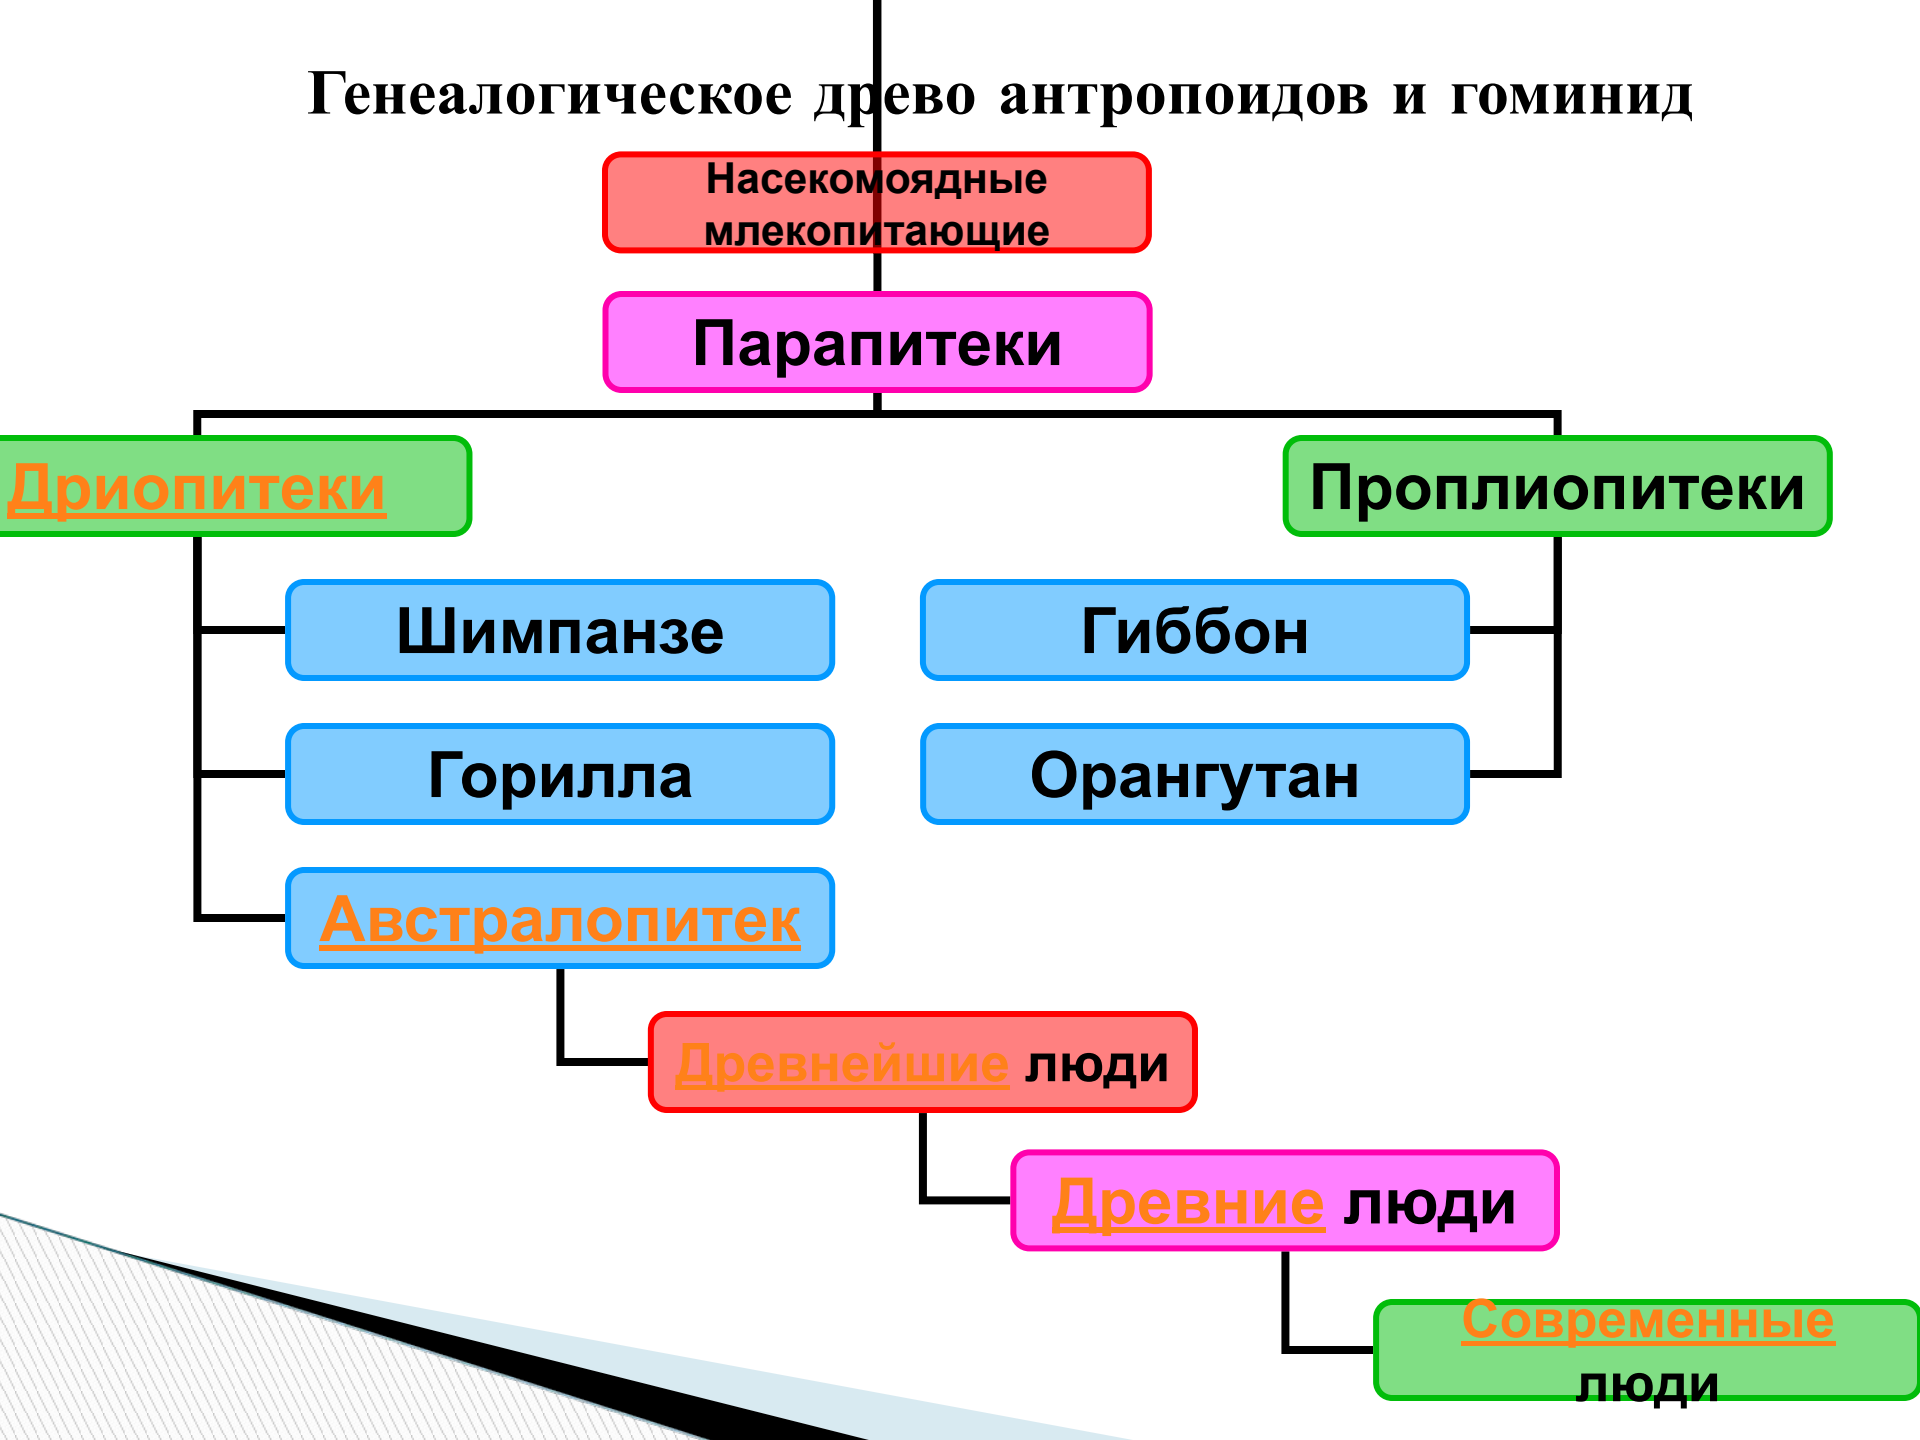 Генеалогическое древо антропоидов и гоминид
Насекомоядные
млекопитающие
Парапитеки
Дриопитеки
Проплиопитеки
Шимпанзе
Гиббон
Горилла
Орангутан
Австралопитек
Древнейшие люди
Древние люди
Современные
люди